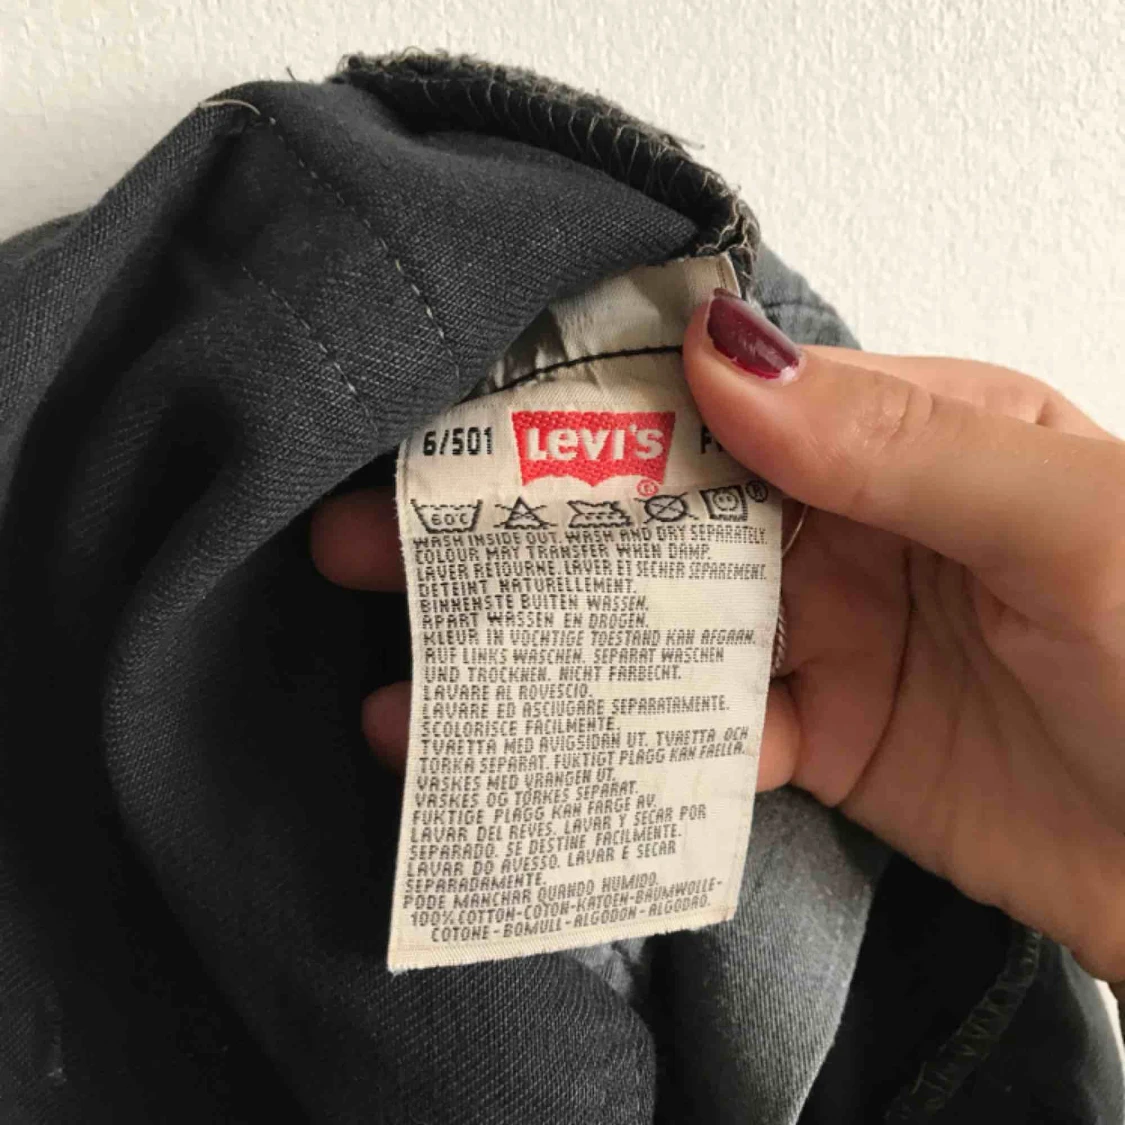 6/501 Levi's
60°C
WASH INSIDE OUT. WASH AND DRY SEPARATELY.
COLOUR MAY TRANSFER WHEN DAMP.
LAVER RETOURNE. LAVER ET SECHER SEPAREMENT.
DETEINT NATURELLEMENT.
BINNENSTE BUITEN WASSEN.
APART WASSEN EN DROGEN.
KLEUR IN VOCHTIGE TOESTAND KAN AFGAAN.
AUF LINKS WASCHEN. SEPARAT WASCHEN
UND TROCKNEN. NICHT FARBECHT.
LAVARE AL ROVESCIO.
LAVARE ED ASCIUGARE SEPARATAMENTE.
SCOLORISCE FACILMENTE.
TVAETTA MED AVIGSIDAN UT. TVAETTA OCH
TORKA SEPARAT. FUKTIGT PLAGG KAN FAELLA.
VASKES MED VRANGEN UT.
VASKES OG TORKES SEPARAT.
FUKTIGE PLAGG KAN FARGE AV.
LAVAR DEL REVES. LAVAR Y SECAR POR
SEPARADO. SE DESTINE FACILMENTE.
LAVAR DO AVESSO. LAVAR E SECAR
SEPARADAMENTE.
PODE MANCHAR QUANDO HUMIDO.
100%COTTON-COTON-KATOEN-BAUMWOLLE-
COTONE-BOMULL-ALGODON-ALGODAO.